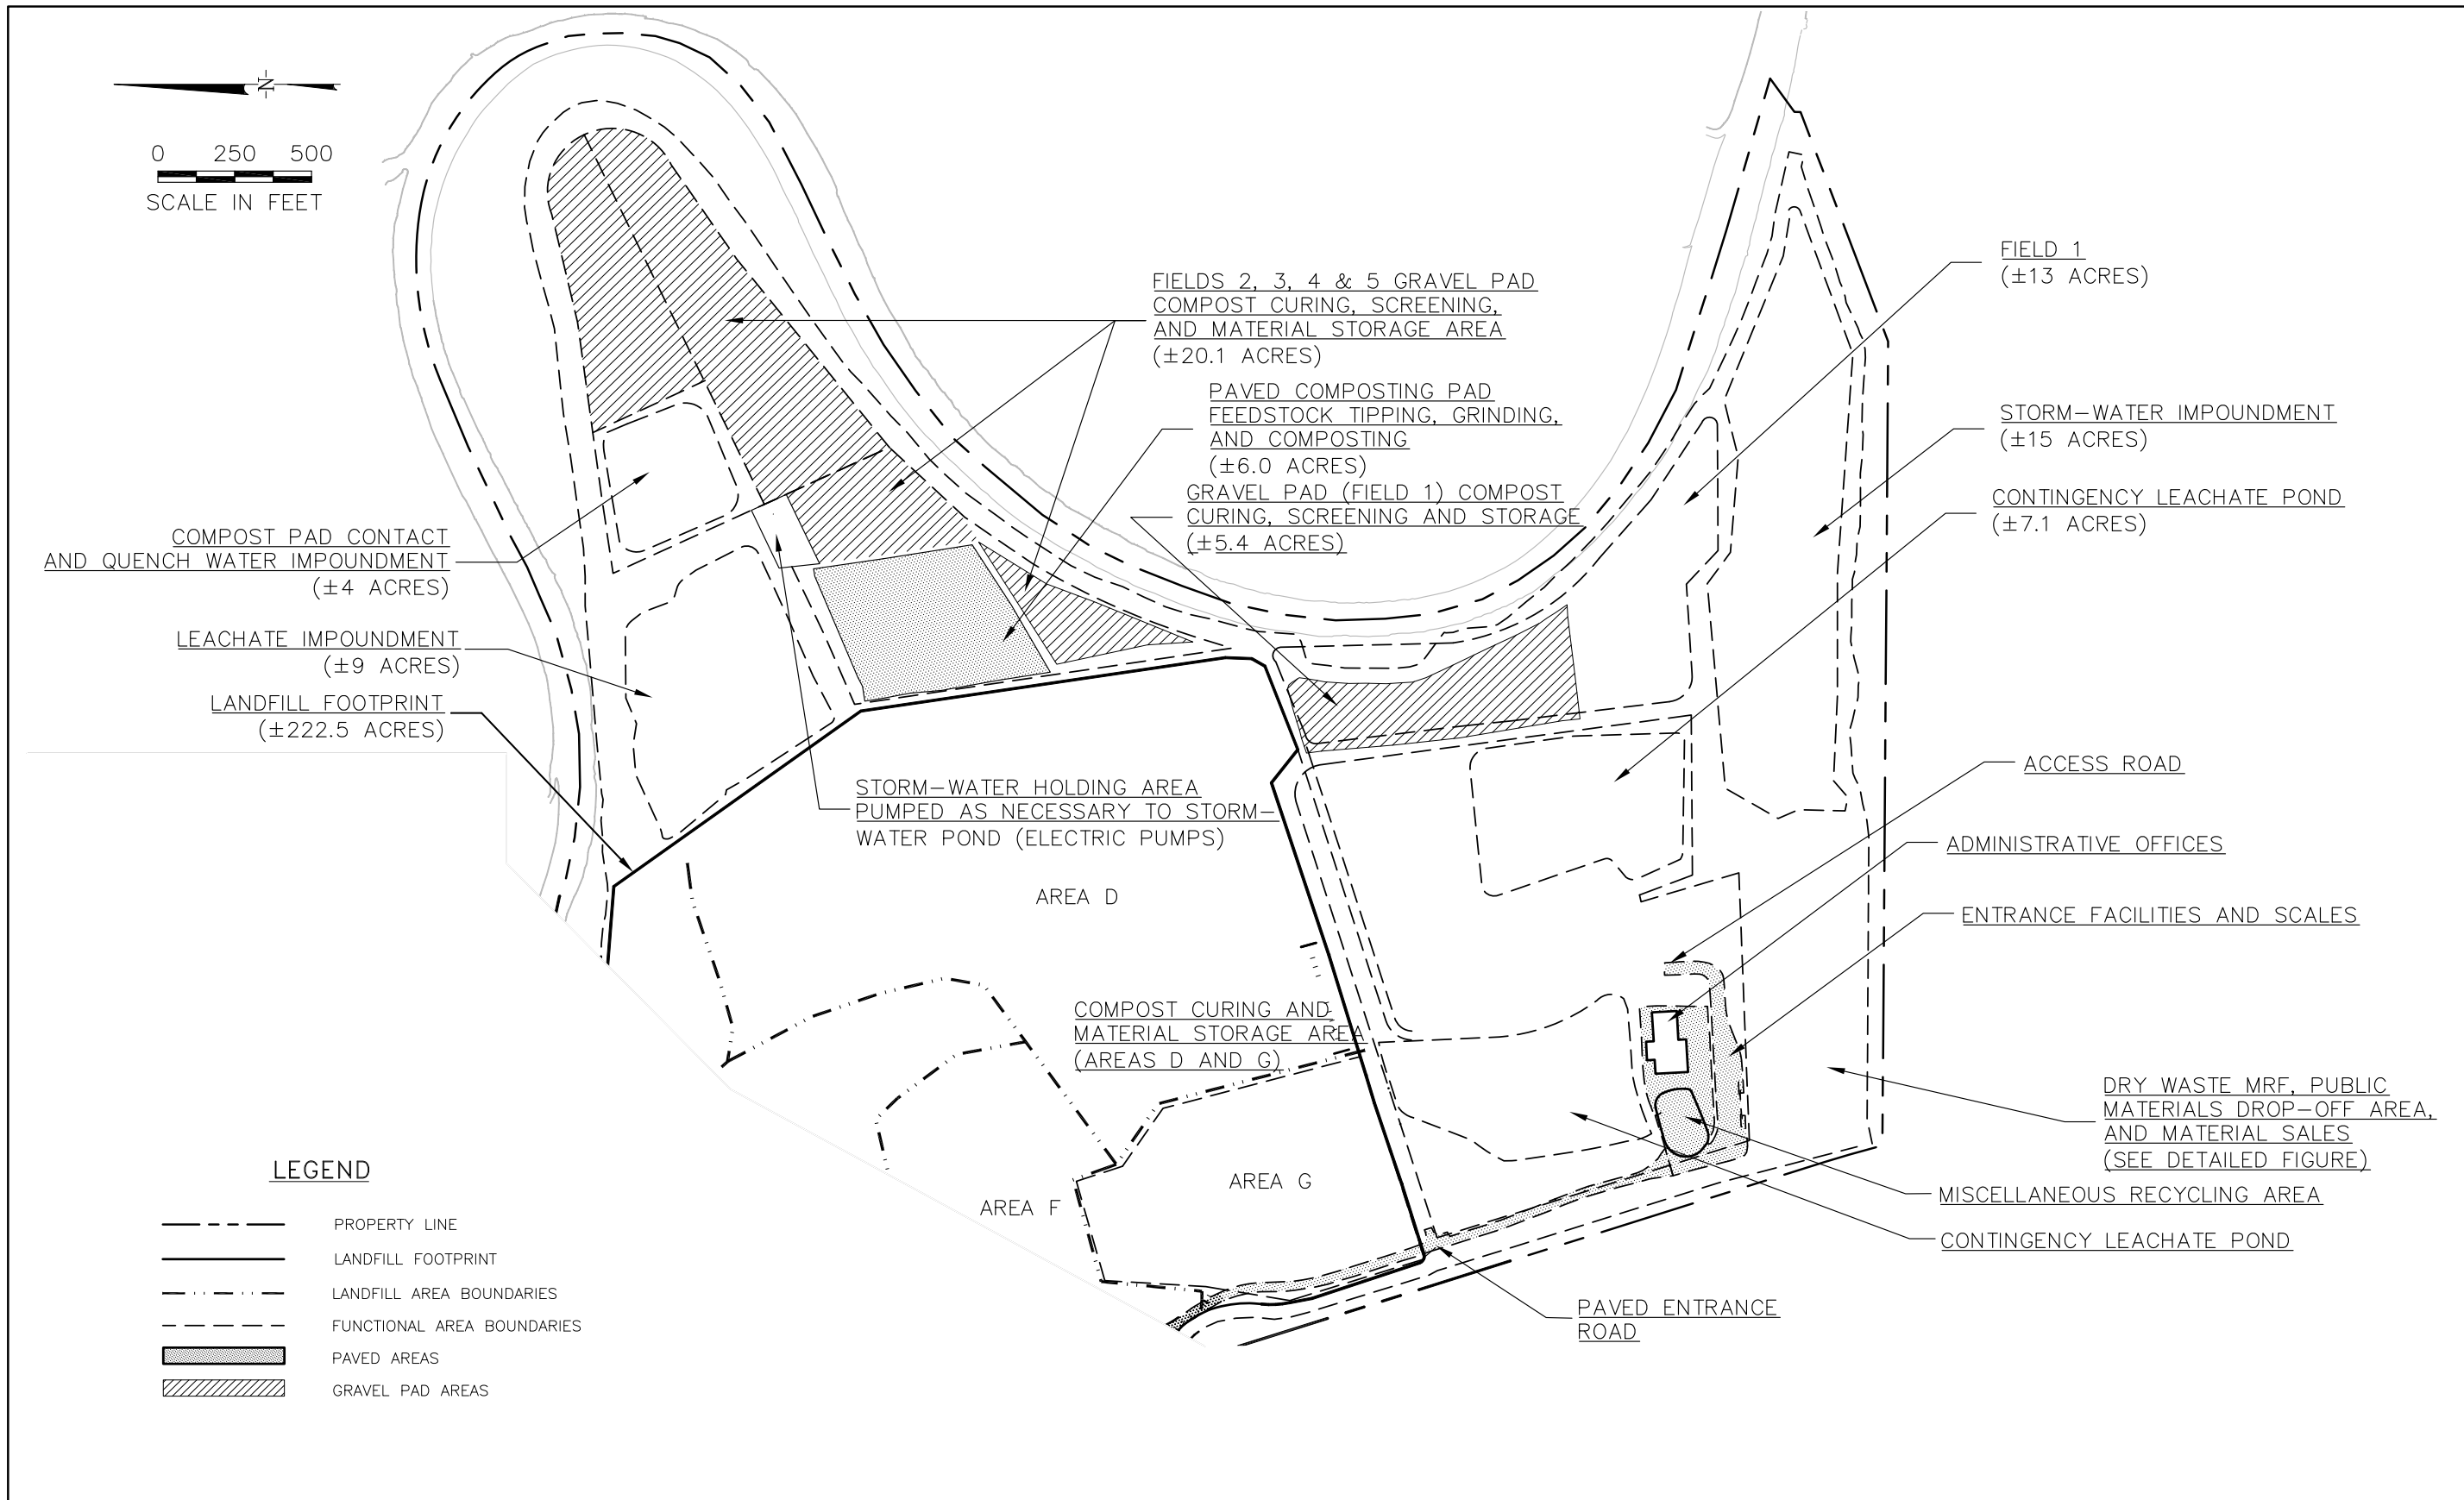 N
0 250 500
SCALE IN FEET
FIELDS 2, 3, 4 & 5 GRAVEL PAD
COMPOST CURING, SCREENING,
AND MATERIAL STORAGE AREA
(±20.1 ACRES)
PAVED COMPOSTING PAD
FEEDSTOCK TIPPING, GRINDING,
AND COMPOSTING
(±6.0 ACRES)
GRAVEL PAD (FIELD 1) COMPOST
CURING, SCREENING AND STORAGE
(±5.4 ACRES)
FIELD 1
(±13 ACRES)
STORM-WATER IMPOUNDMENT
(±15 ACRES)
CONTINGENCY LEACHATE POND
(±7.1 ACRES)
COMPOST PAD CONTACT
AND QUENCH WATER IMPOUNDMENT
(±4 ACRES)
LEACHATE IMPOUNDMENT
(±9 ACRES)
LANDFILL FOOTPRINT
(±222.5 ACRES)
STORM-WATER HOLDING AREA
PUMPED AS NECESSARY TO STORM-
WATER POND (ELECTRIC PUMPS)
ACCESS ROAD
ADMINISTRATIVE OFFICES
ENTRANCE FACILITIES AND SCALES
AREA D
COMPOST CURING AND
MATERIAL STORAGE AREA
(AREAS D AND G)
DRY WASTE MRF, PUBLIC
MATERIALS DROP-OFF AREA,
AND MATERIAL SALES
(SEE DETAILED FIGURE)
MISCELLANEOUS RECYCLING AREA
CONTINGENCY LEACHATE POND
AREA G
AREA F
PAVED ENTRANCE
ROAD
LEGEND
PROPERTY LINE
LANDFILL FOOTPRINT
LANDFILL AREA BOUNDARIES
FUNCTIONAL AREA BOUNDARIES
PAVED AREAS
GRAVEL PAD AREAS